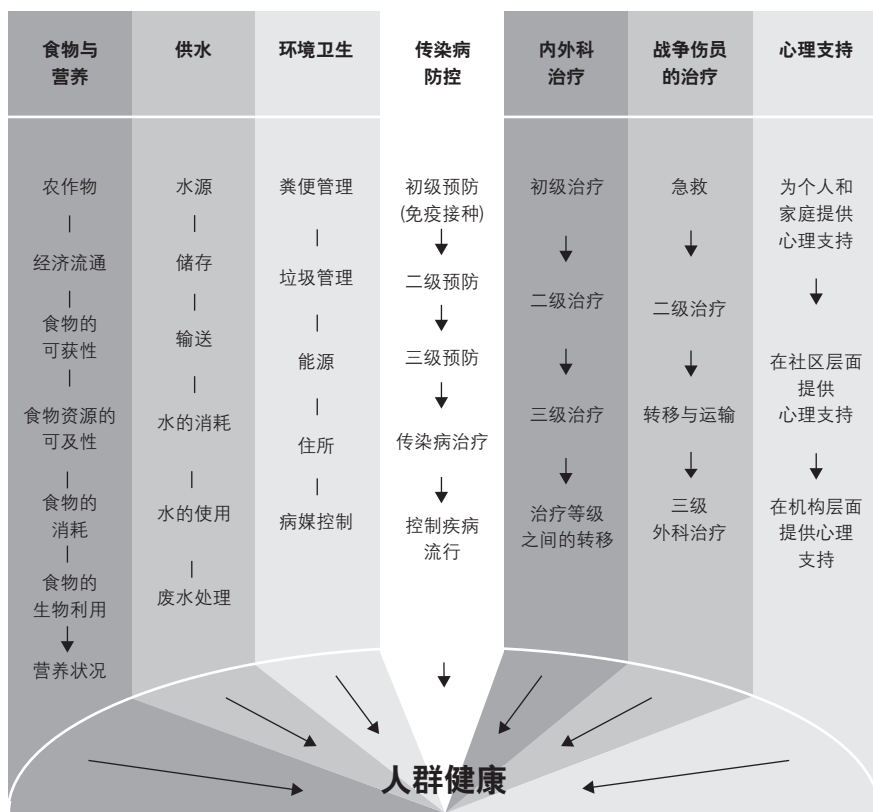 食物与
营养
农作物
经济流通
食物的
可获性
食物资源的
可及性
食物的
消耗
食物的
生物利用
营养状况
供水
水源
储存
输送
水的消耗
水的使用
废水处理
环境卫生
粪便管理
垃圾管理
能源
住所
病媒控制
传染病
防控
初级预防
(免疫接种)
二级预防
三级预防
传染病治疗
控制疾病
流行
内外科
治疗
初级治疗
二级治疗
三级治疗
治疗等级
之间的转移
战争伤员
的治疗
急救
二级治疗
转移与运输
三级
外科治疗
心理支持
为个人和
家庭提供
心理支持
在社区层面
提供
心理支持
在机构层面
提供心理
支持
人群健康